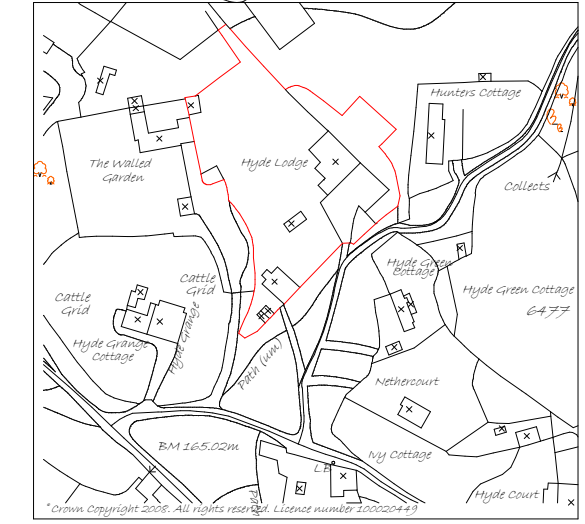 Hunters Cottage
The Walled
Garden
Hyde Lodge
Collects
Hyde Green
Cottage
Cattle
Grid
Hyde Green Cottage
6477
Cattle
Grid
Hyde Grange
Hyde Grange
Cottage
Path (um)
Nethercourt
BM 165.02m
Ivy Cottage
LB
Path
Hyde Court
*Crown Copyright 2008. All rights reserved. Licence number 100020449